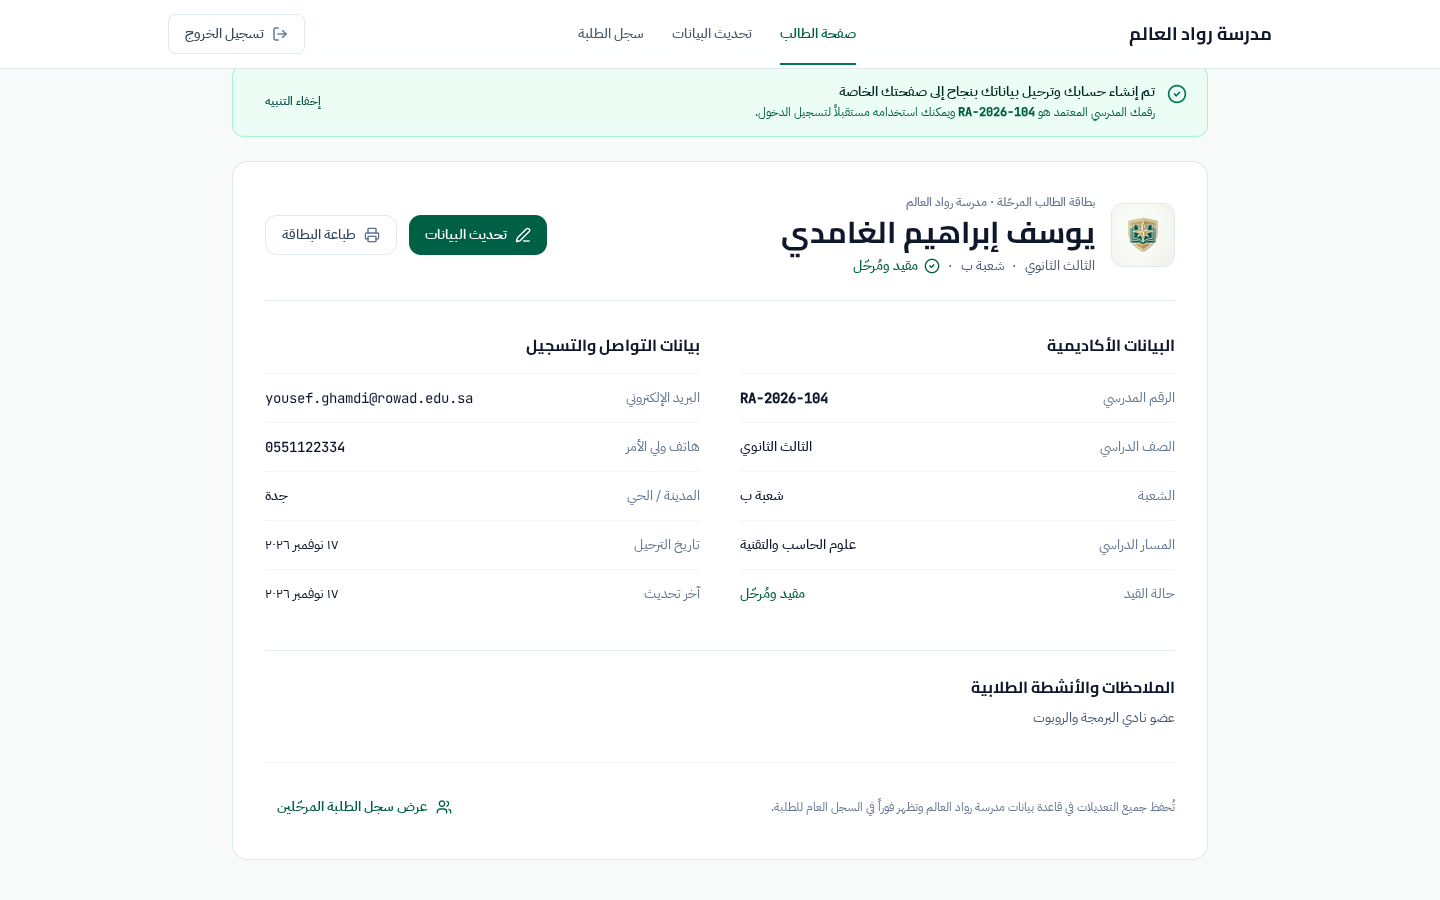 مدرسة رواد العالم
صفحة الطالب
تحديث البيانات
سجل الطلبة
تسجيل الخروج
تم إنشاء حسابك وترحيل بياناتك بنجاح إلى صفحتك الخاصة
رقمك المدرسي المعتمد هو RA-2026-104 ويمكنك استخدامه مستقبلاً لتسجيل الدخول.
إخفاء التنبيه
بطاقة الطالب المرحّلة · مدرسة رواد العالم
يوسف إبراهيم الغامدي
الثالث الثانوي · شعبة ب · مقيد ومُرحّل
تحديث البيانات
طباعة البطاقة
البيانات الأكاديمية
الرقم المدرسي RA-2026-104
الصف الدراسي الثالث الثانوي
الشعبة شعبة ب
المسار الدراسي علوم الحاسب والتقنية
حالة القيد مقيد ومُرحّل
بيانات التواصل والتسجيل
البريد الإلكتروني yousef.ghamdi@rowad.edu.sa
هاتف ولي الأمر 0551122334
المدينة / الحي جدة
تاريخ الترحيل ١٧ نوفمبر ٢٠٢٦
آخر تحديث ١٧ نوفمبر ٢٠٢٦
الملاحظات والأنشطة الطلابية
عضو نادي البرمجة والروبوت
تُحفظ جميع التعديلات في قاعدة بيانات مدرسة رواد العالم وتظهر فوراً في السجل العام للطلبة.
عرض سجل الطلبة المرحّلين